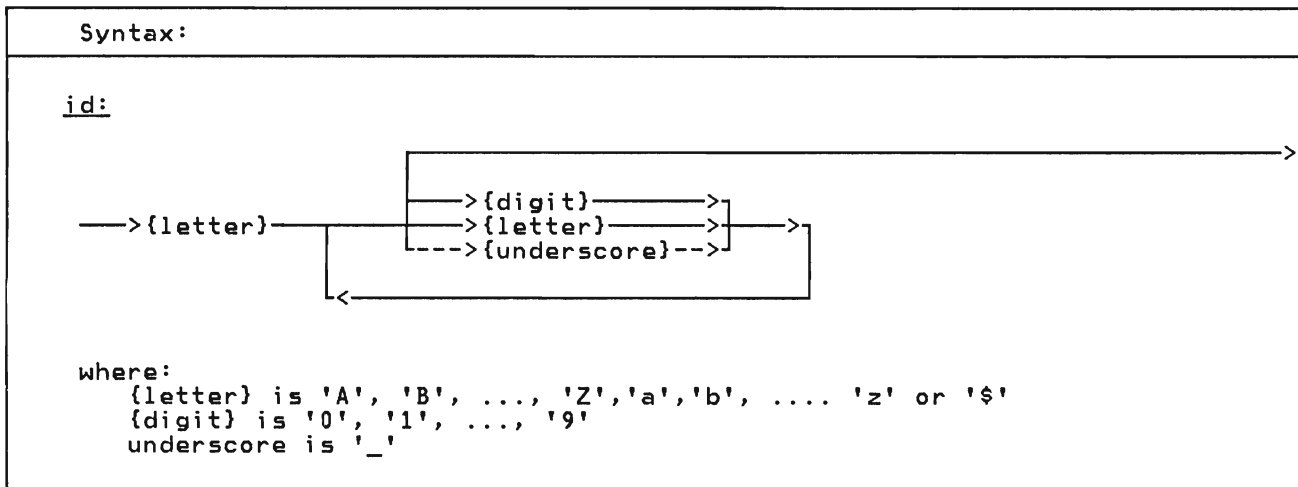 Syntax:
id:
{digit}
{letter} {letter}
{underscore}
where:
{letter} is 'A', 'B', ..., 'Z','a','b', .... 'z' or '$'
{digit} is '0', '1', ..., '9'
underscore is '_'